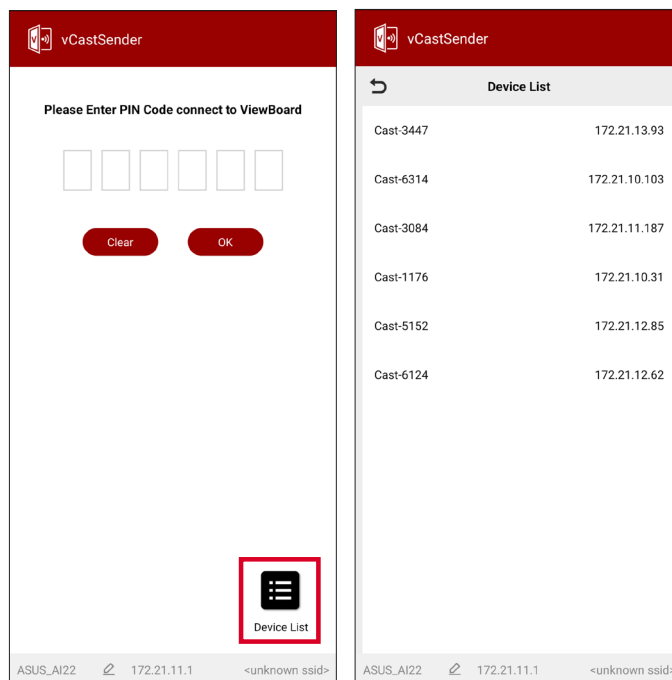 vCastSender
Please Enter PIN Code connect to ViewBoard
Clear
OK
Device List
ASUS_AI22
172.21.11.1
<unknown ssid>
vCastSender
Device List
Cast-3447
172.21.13.93
Cast-6314
172.21.10.103
Cast-3084
172.21.11.187
Cast-1176
172.21.10.31
Cast-5152
172.21.12.85
Cast-6124
172.21.12.62
ASUS_AI22
172.21.11.1
<unknown ssid>